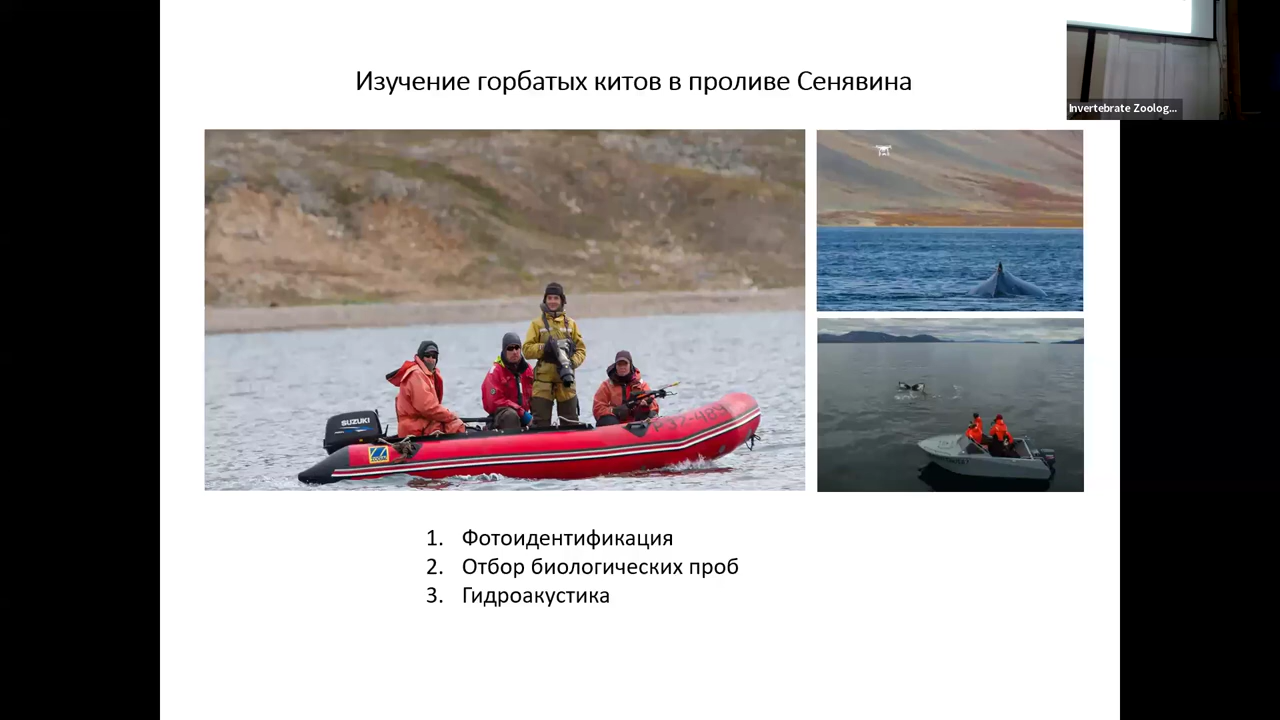 Изучение горбатых китов в проливе Сенявина
Invertebrate Zoolog...
SUZUKI
1. Фотоидентификация
2. Отбор биологических проб
3. Гидроакустика